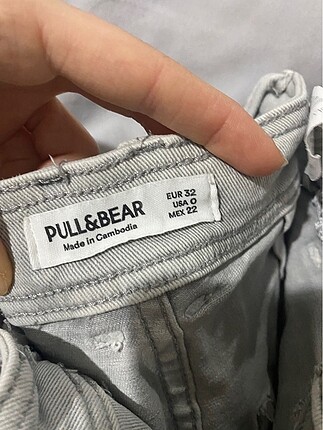 PULL&BEAR
Made in Cambodia
EUR 32
USA 0
MEX 22